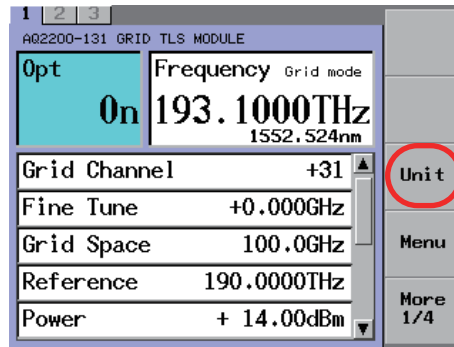 1 2 3
AQ2200-131 GRID TLS MODULE
Opt
On
Frequency Grid mode
193.1000THz
1552.524nm
Grid Channel +31
Fine Tune +0.000GHz
Grid Space 100.0GHz
Reference 190.0000THz
Power + 14.00dBm
Unit
Menu
More
1/4